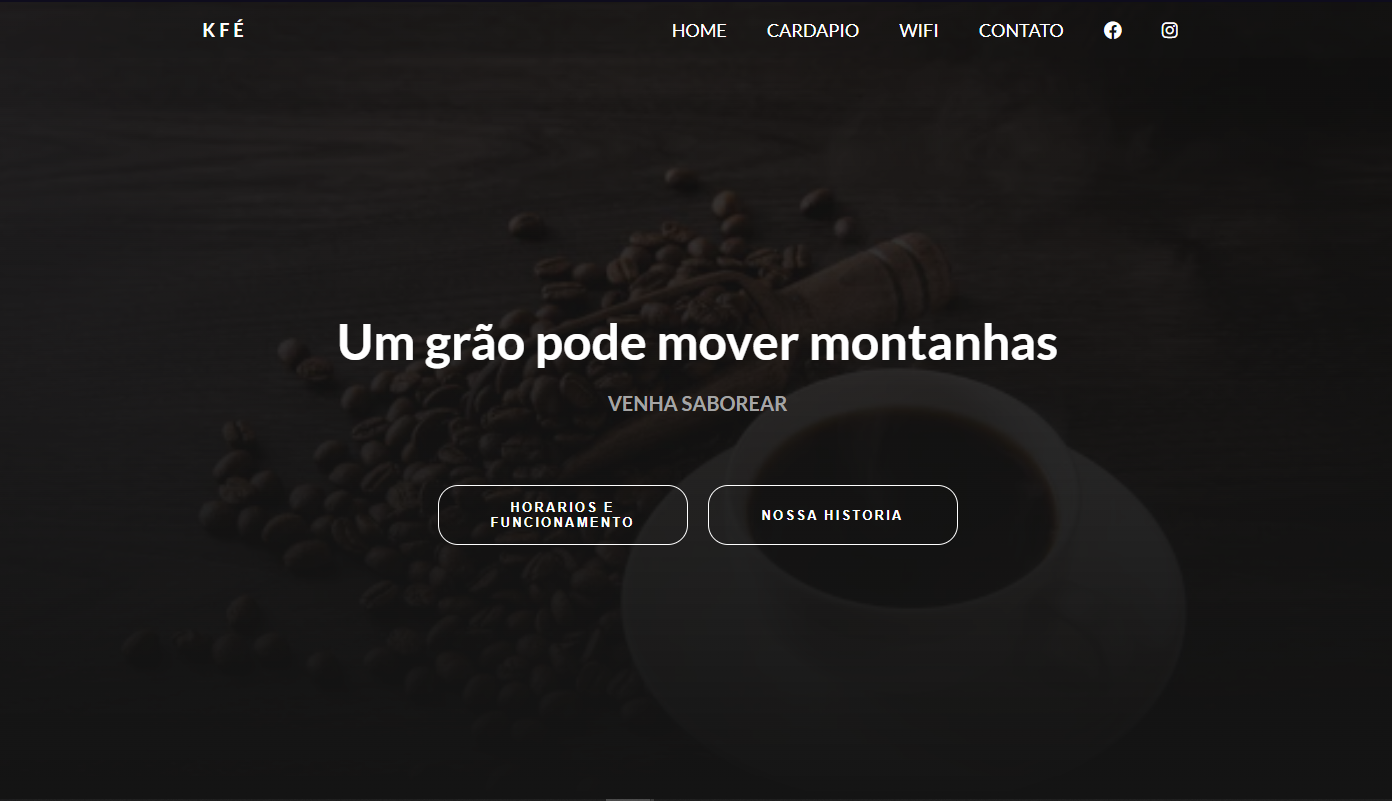 KFÉ
HOME CARDAPIO WIFI CONTATO
Um grão pode mover montanhas
VENHA SABOREAR
HORARIOS E
FUNCIONAMENTO
NOSSA HISTORIA